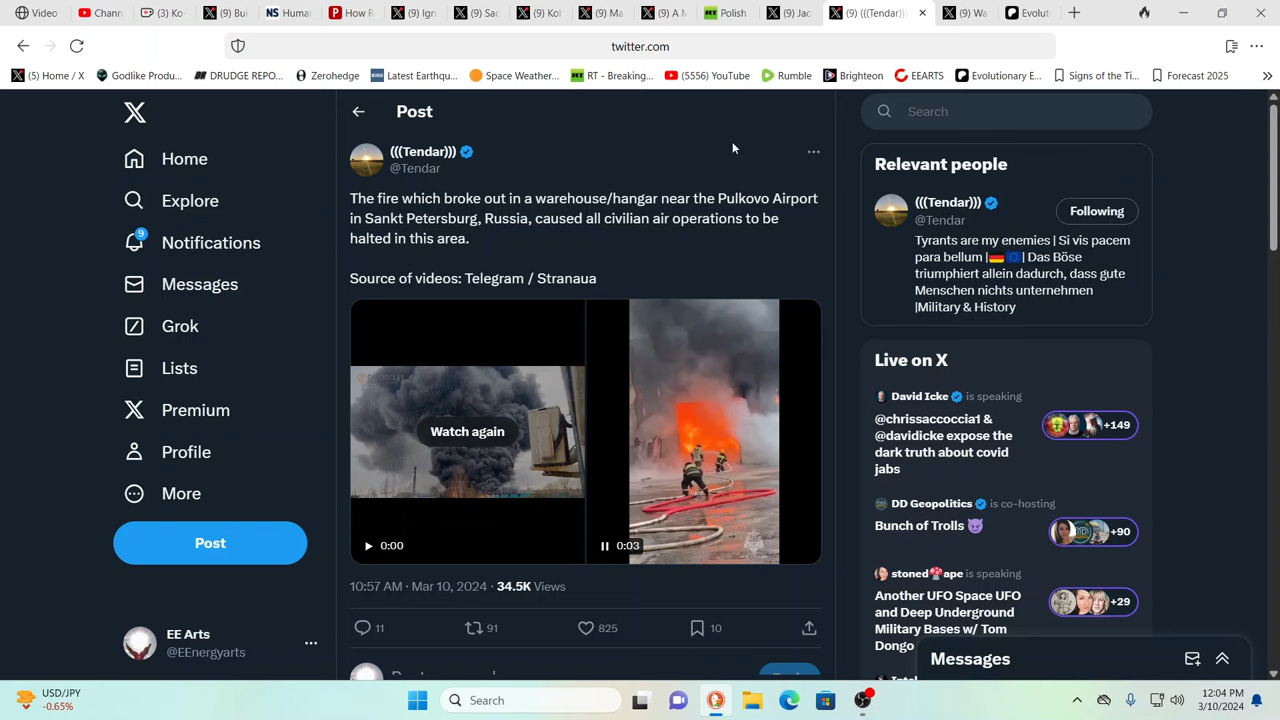 Video
Chann
(3) Ko-
(9) Bui
NS Human
How R
(9) Ign
(9) Sac
(9) Kol
(9) Ma
(9) A M
RT Polish
(9) Jac
(9) (((Tendar))
(9) Wa
Evoluti
twitter.com
(5) Home / X
Godlike Produ...
DRUDGE REPO...
Zerohedge
Latest Earthqu...
Space Weather...
RT - Breaking...
(5556) YouTube
Rumble
Brighteon
EEARTS
Evolutionary E...
Signs of the Ti...
Forecast 2025
Post
Search
(((Tendar)))
@Tendar
The fire which broke out in a warehouse/hangar near the Pulkovo Airport
in Sankt Petersburg, Russia, caused all civilian air operations to be
halted in this area.
Source of videos: Telegram / Stranaua
Watch again
0:00
0:03
10:57 AM · Mar 10, 2024 · 34.5K Views
11
91
825
10
Home
Explore
9
Notifications
Messages
Grok
Lists
Premium
Profile
More
Post
EE Arts
@EEnergyarts
Relevant people
(((Tendar)))
@Tendar
Following
Tyrants are my enemies | Si vis pacem
para bellum |🇩🇪🇪🇺| Das Böse
triumphiert allein dadurch, dass gute
Menschen nichts unternehmen
|Military & History
Live on X
David Icke is speaking
@chrissaccoccia1 &
@davidicke expose the
dark truth about covid
jabs
+149
DD Geopolitics is co-hosting
Bunch of Trolls 😈
+90
stoned🍄ape is speaking
Another UFO Space UFO
and Deep Underground
Military Bases w/ Tom
Dongo
+29
Messages
USD/JPY
-0.65%
Search
12:04 PM
3/10/2024